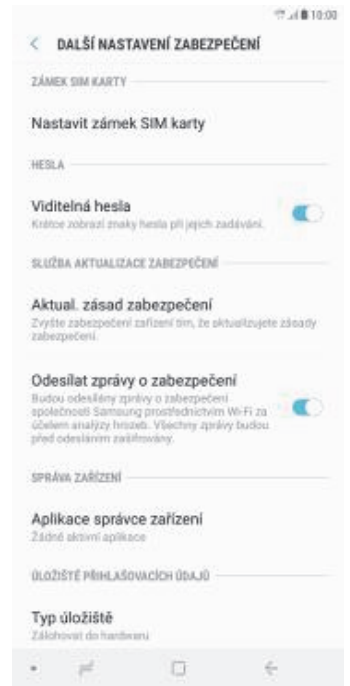 10:00
DALŠÍ NASTAVENÍ ZABEZPEČENÍ
ZÁMEK SIM KARTY
Nastavit zámek SIM karty
HESLA
Viditelná hesla
Krátce zobrazí znaky hesla při jejich zadávání.
SLUŽBA AKTUALIZACE ZABEZPEČENÍ
Aktual. zásad zabezpečení
Zvyšte zabezpečení zařízení tím, že aktualizujete zásady
zabezpečení.
Odesílat zprávy o zabezpečení
Budou odesílány zprávy o zabezpečení
společnosti Samsung prostřednictvím Wi-Fi za
účelem analýzy hrozeb. Všechny zprávy budou
před odesláním zašifrovány.
SPRÁVA ZAŘÍZENÍ
Aplikace správce zařízení
Žádné aktivní aplikace
ÚLOŽIŠTĚ PŘIHLAŠOVACÍCH ÚDAJŮ
Typ úložiště
Zálohovat do hardwaru